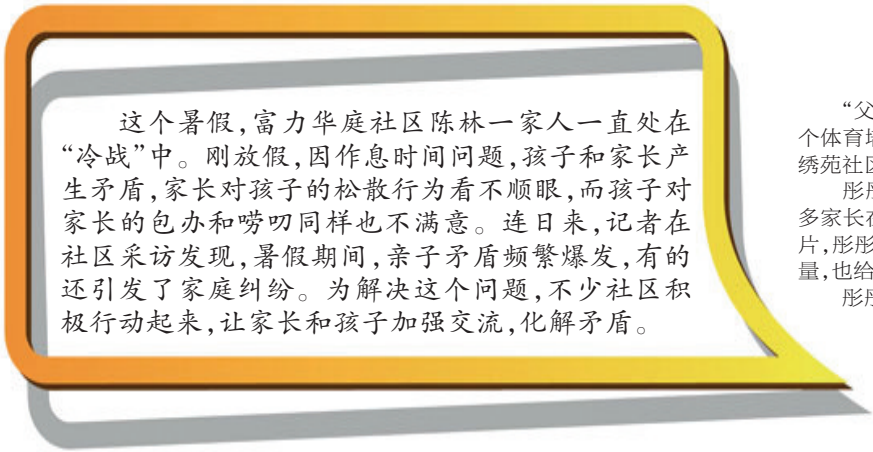 这个暑假，富力华庭社区陈林一家人一直处在
“冷战”中。刚放假，因作息时间问题，孩子和家长产
生矛盾，家长对孩子的松散行为看不顺眼，而孩子对
家长的包办和唠叨同样也不满意。连日来，记者在
社区采访发现，暑假期间，亲子矛盾频繁爆发，有的
还引发了家庭纠纷。为解决这个问题，不少社区积
极行动起来，让家长和孩子加强交流，化解矛盾。
“父
个体育培
绣苑社区
彤彤
多家长在
片，彤彤
量，也给
彤彤